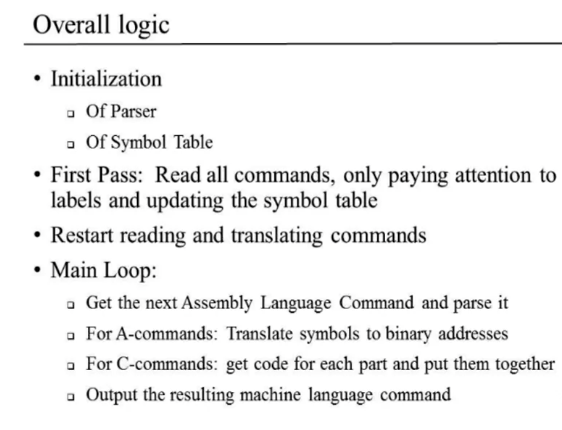 Overall logic
• Initialization
❑ Of Parser
❑ Of Symbol Table
• First Pass: Read all commands, only paying attention to
labels and updating the symbol table
• Restart reading and translating commands
• Main Loop:
❑ Get the next Assembly Language Command and parse it
❑ For A-commands: Translate symbols to binary addresses
❑ For C-commands: get code for each part and put them together
❑ Output the resulting machine language command